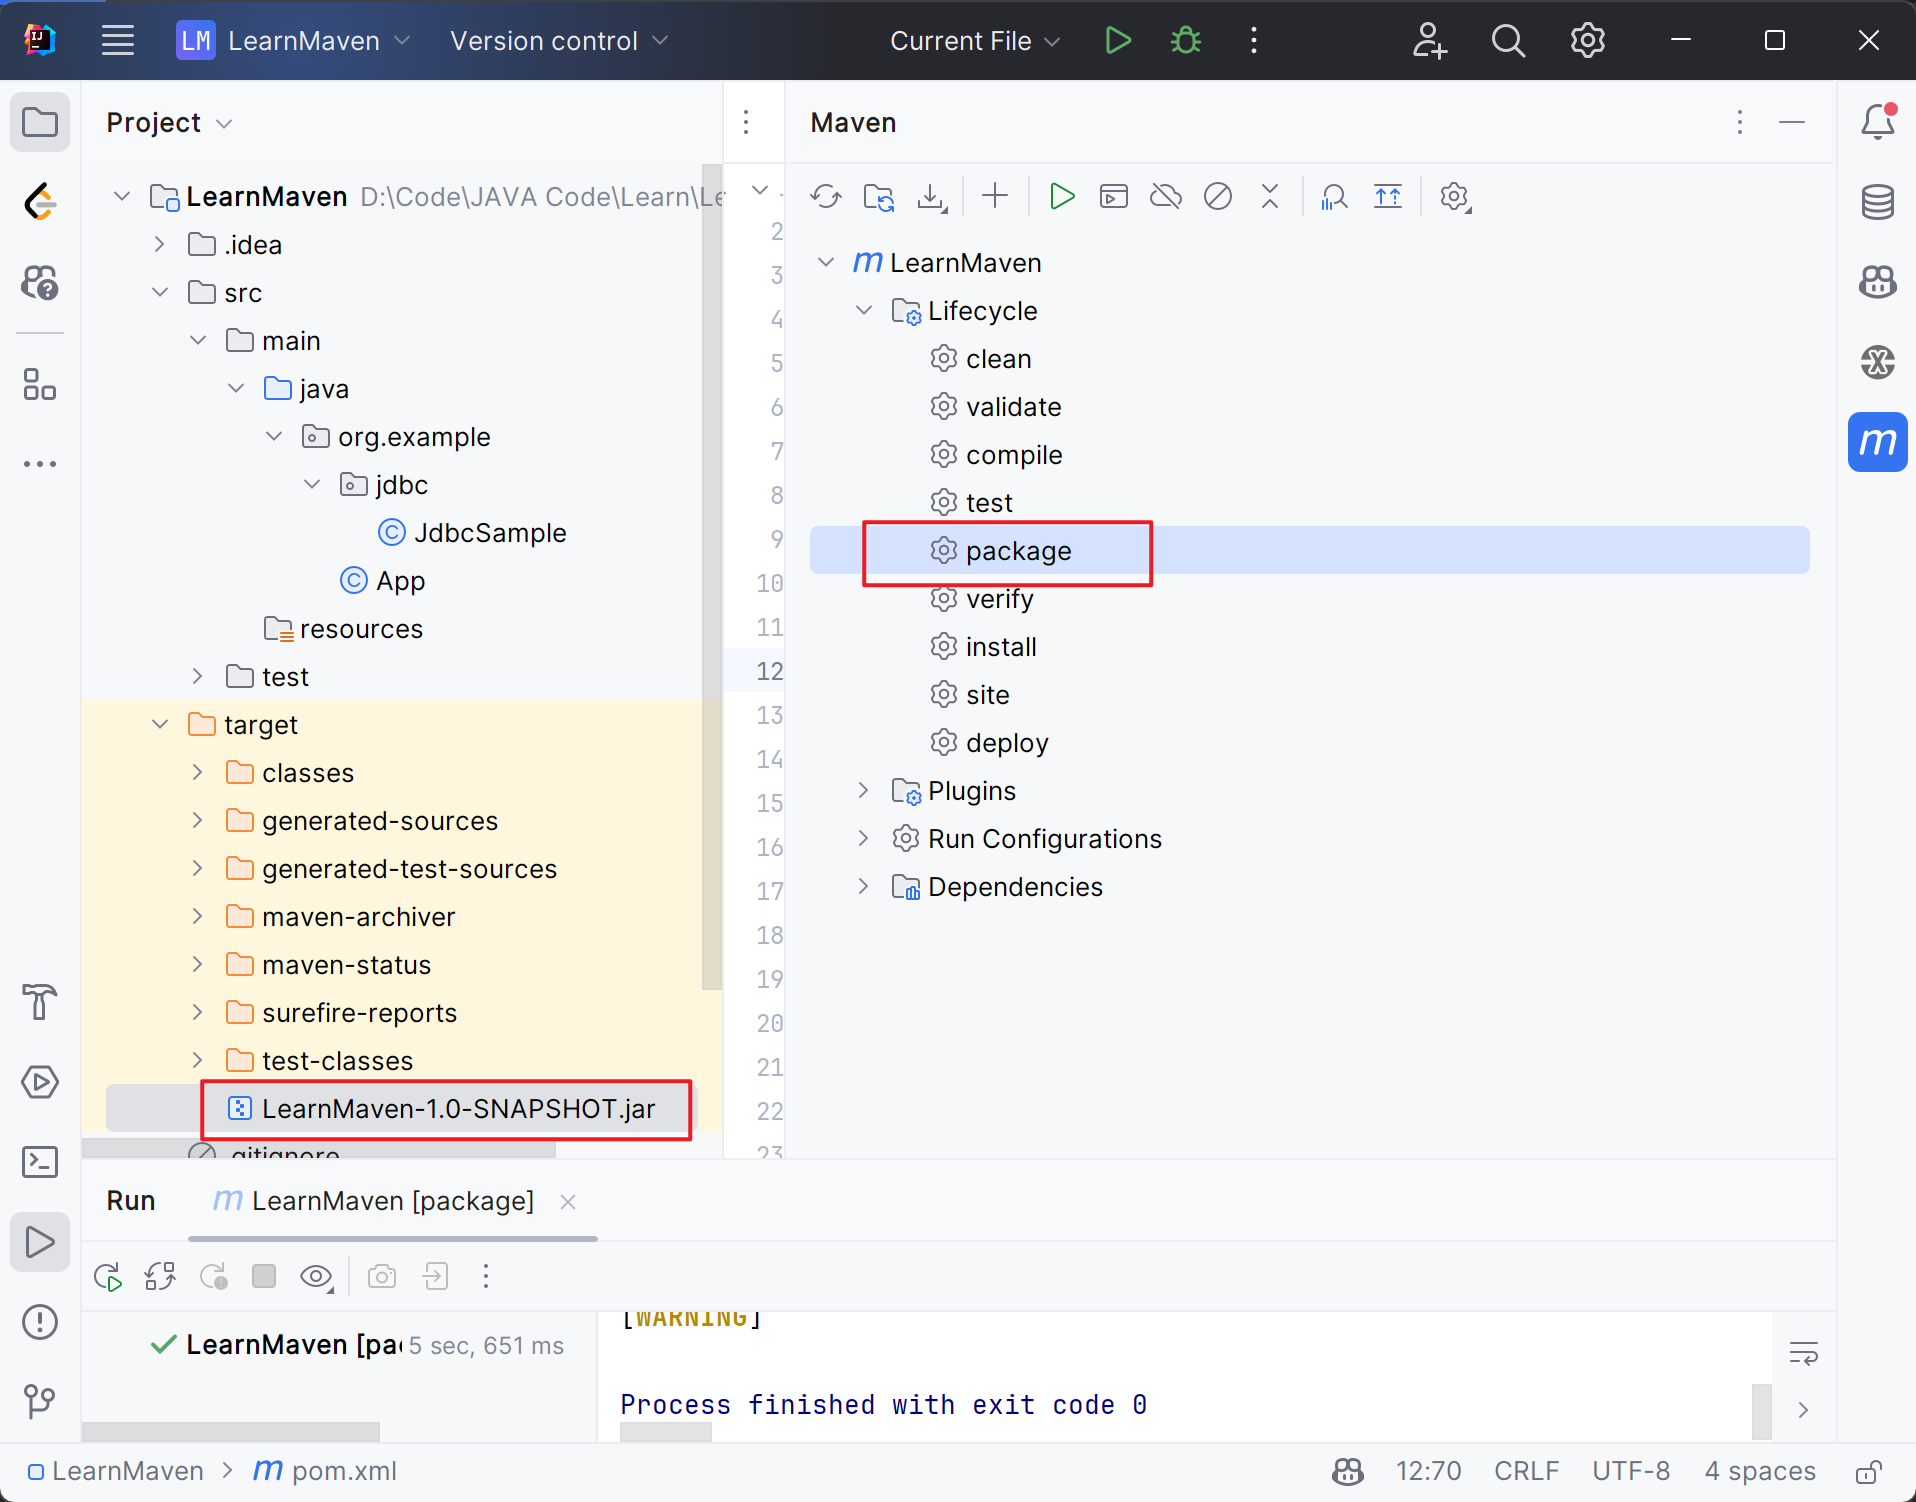 LM LearnMaven Version control Current File
Project
Maven
LearnMaven D:\Code\JAVA Code\Learn\Le
.idea
src
main
java
org.example
jdbc
JdbcSample
App
resources
test
target
classes
generated-sources
generated-test-sources
maven-archiver
maven-status
surefire-reports
test-classes
LearnMaven-1.0-SNAPSHOT.jar
.gitignore
2
3
4
5
6
7
8
9
10
11
12
13
14
15
16
17
18
19
20
21
22
23
m LearnMaven
Lifecycle
clean
validate
compile
test
package
verify
install
site
deploy
Plugins
Run Configurations
Dependencies
m
Run m LearnMaven [package]
LearnMaven [pac 5 sec, 651 ms
[WARNING]
Process finished with exit code 0
LearnMaven > m pom.xml 12:70 CRLF UTF-8 4 spaces